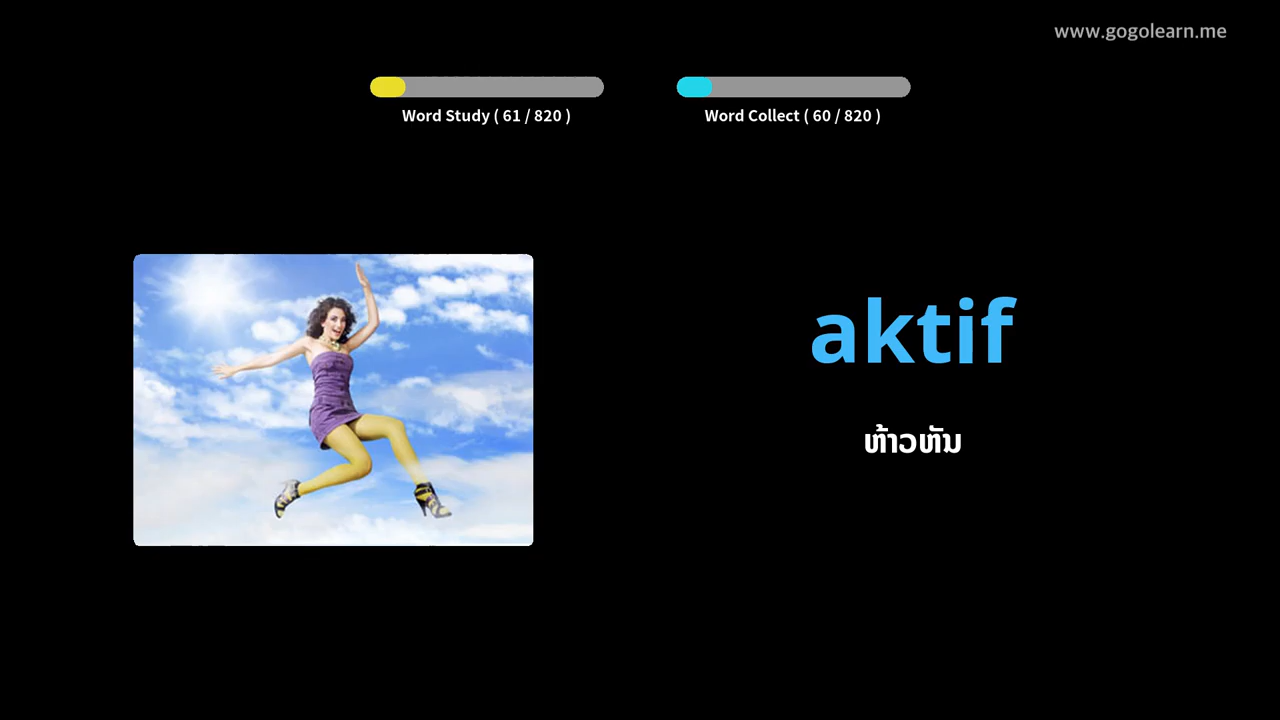 www.gogolearn.me
Word Study ( 61 / 820 )
Word Collect ( 60 / 820 )
aktif
ຫ້າວຫັນ